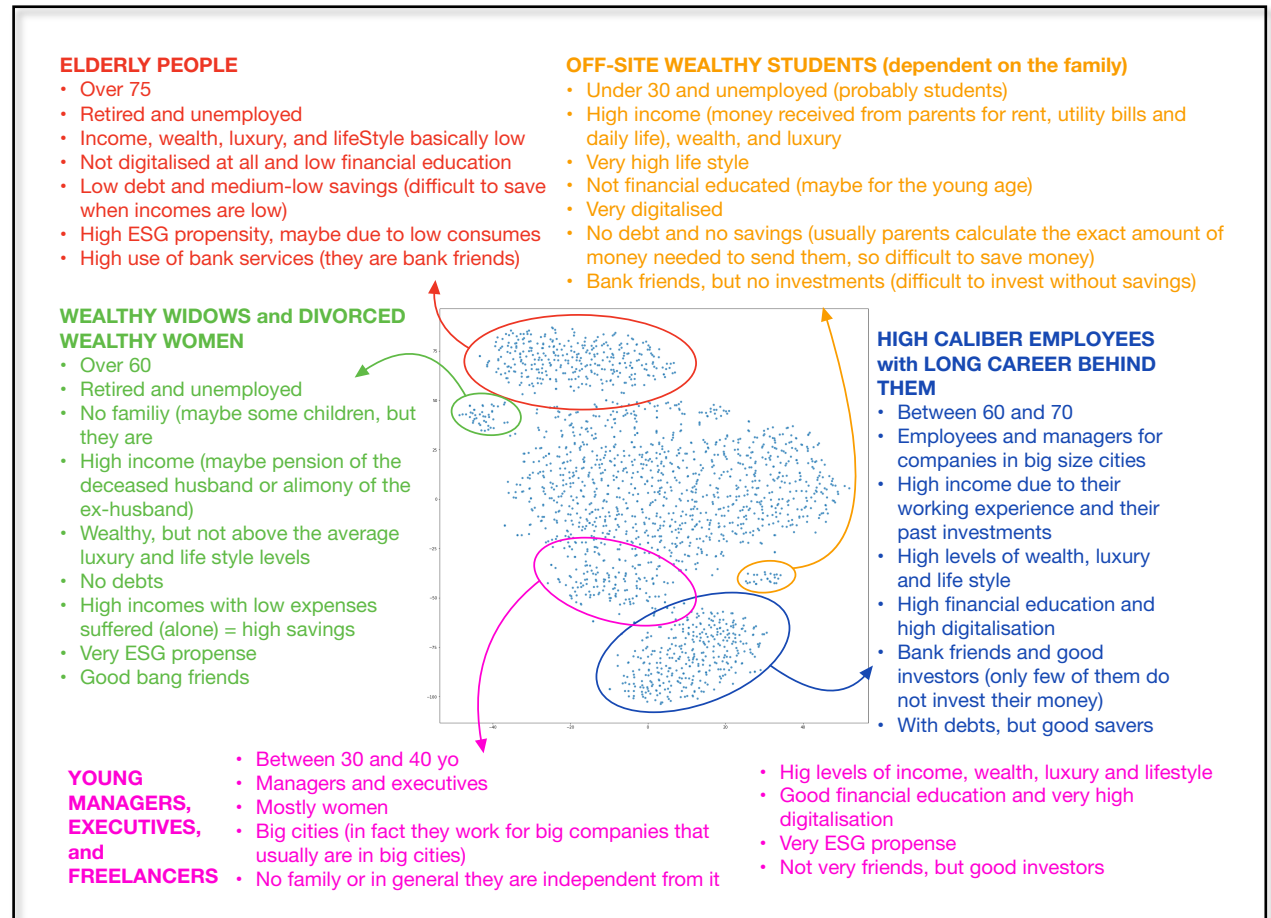 ELDERLY PEOPLE
• Over 75
• Retired and unemployed
• Income, wealth, luxury, and lifeStyle basically low
• Not digitalised at all and low financial education
• Low debt and medium-low savings (difficult to save
when incomes are low)
• High ESG propensity, maybe due to low consumes
• High use of bank services (they are bank friends)
OFF-SITE WEALTHY STUDENTS (dependent on the family)
• Under 30 and unemployed (probably students)
• High income (money received from parents for rent, utility bills and
daily life), wealth, and luxury
• Very high life style
• Not financial educated (maybe for the young age)
• Very digitalised
• No debt and no savings (usually parents calculate the exact amount of
money needed to send them, so difficult to save money)
• Bank friends, but no investments (difficult to invest without savings)
WEALTHY WIDOWS and DIVORCED
WEALTHY WOMEN
• Over 60
• Retired and unemployed
• No familiy (maybe some children, but
they are
• High income (maybe pension of the
deceased husband or alimony of the
ex-husband)
• Wealthy, but not above the average
luxury and life style levels
• No debts
• High incomes with low expenses
suffered (alone) = high savings
• Very ESG propense
• Good bang friends
75
50
25
0
−25
−50
−75
−100
−40
−20
0
20
40
HIGH CALIBER EMPLOYEES
with LONG CAREER BEHIND
THEM
• Between 60 and 70
• Employees and managers for
companies in big size cities
• High income due to their
working experience and their
past investments
• High levels of wealth, luxury
and life style
• High financial education and
high digitalisation
• Bank friends and good
investors (only few of them do
not invest their money)
• With debts, but good savers
YOUNG
MANAGERS,
EXECUTIVES,
and
FREELANCERS
• Between 30 and 40 yo
• Managers and executives
• Mostly women
• Big cities (in fact they work for big companies that
usually are in big cities)
• No family or in general they are independent from it
• Hig levels of income, wealth, luxury and lifestyle
• Good financial education and very high
digitalisation
• Very ESG propense
• Not very friends, but good investors